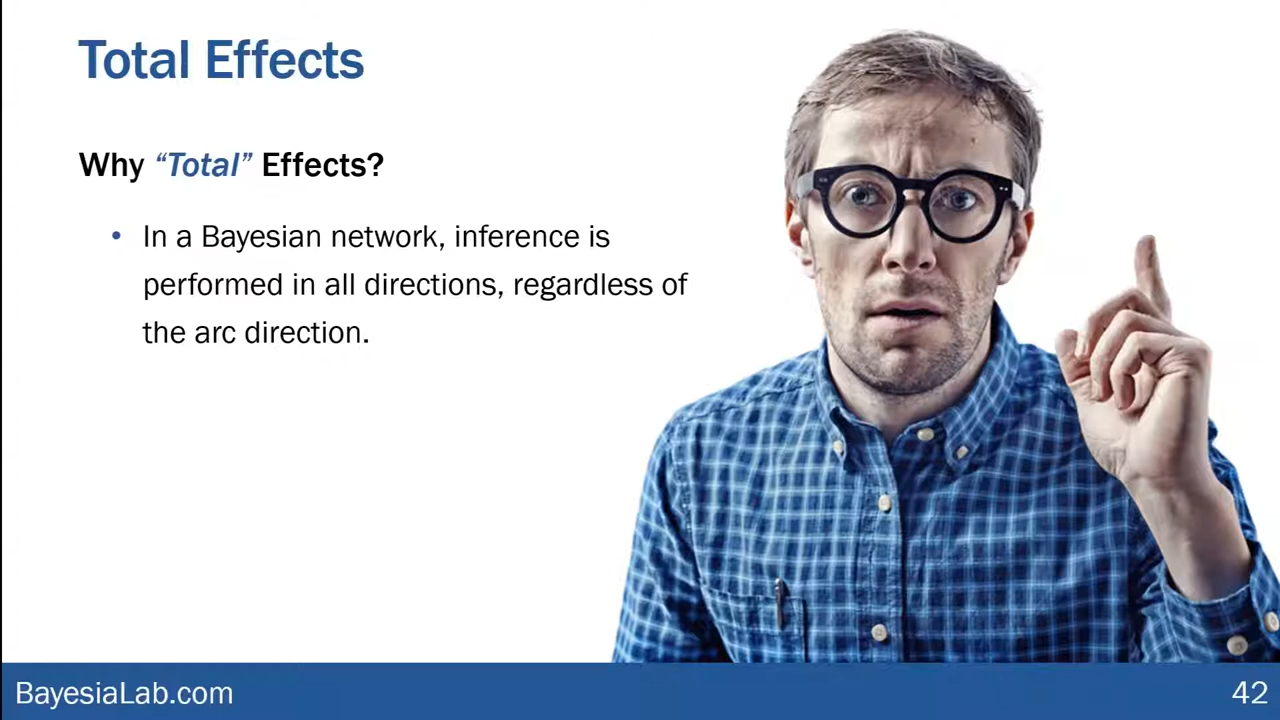 Total Effects
Why “Total” Effects?
• In a Bayesian network, inference is
performed in all directions, regardless of
the arc direction.
BayesiaLab.com
42